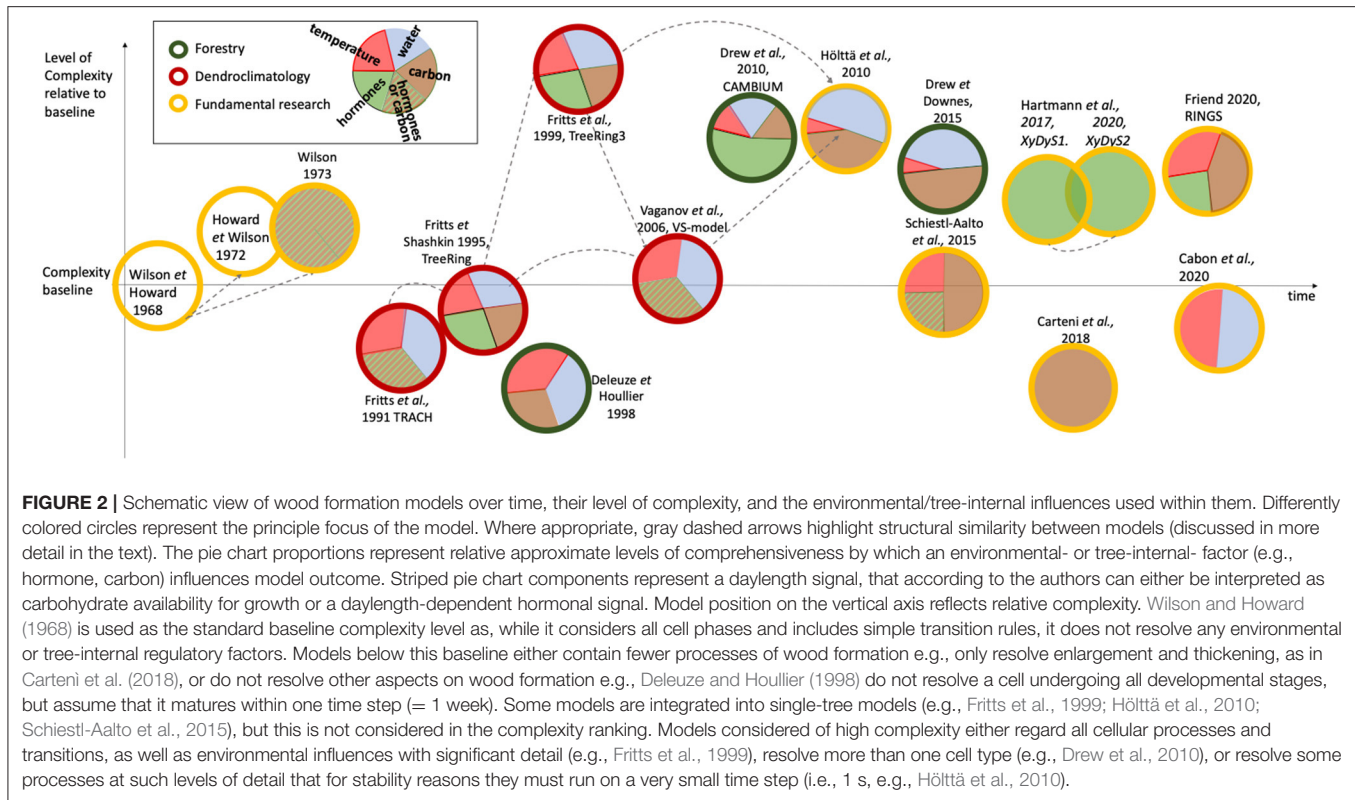 Level of
Complexity
relative to
baseline
Forestry
Dendroclimatology
Fundamental research
temperature
water
carbon
hormones
hormones
or carbon
Wilson et
Howard
1968
Howard
et Wilson
1972
Wilson
1973
Complexity
baseline
Fritts et al.,
1991 TRACH
Fritts et
Shashkin 1995,
TreeRing
Fritts et al.,
1999, TreeRing3
Deleuze et
Houllier
1998
Vaganov et al.,
2006, VS-model
Drew et al.,
2010,
CAMBIUM
Hölttä et al.,
2010
Drew et
Downes,
2015
Schiestl-Aalto
et al., 2015
Hartmann et al.,
2017, 2020,
XyDyS1. XyDyS2
Carteni et al.,
2018
Friend 2020,
RINGS
Cabon et al.,
2020
time
FIGURE 2 | Schematic view of wood formation models over time, their level of complexity, and the environmental/tree-internal influences used within them. Differently
colored circles represent the principle focus of the model. Where appropriate, gray dashed arrows highlight structural similarity between models (discussed in more
detail in the text). The pie chart proportions represent relative approximate levels of comprehensiveness by which an environmental- or tree-internal- factor (e.g.,
hormone, carbon) influences model outcome. Striped pie chart components represent a daylength signal, that according to the authors can either be interpreted as
carbohydrate availability for growth or a daylength-dependent hormonal signal. Model position on the vertical axis reflects relative complexity. Wilson and Howard
(1968) is used as the standard baseline complexity level as, while it considers all cell phases and includes simple transition rules, it does not resolve any environmental
or tree-internal regulatory factors. Models below this baseline either contain fewer processes of wood formation e.g., only resolve enlargement and thickening, as in
Cartenì et al. (2018), or do not resolve other aspects on wood formation e.g., Deleuze and Houllier (1998) do not resolve a cell undergoing all developmental stages,
but assume that it matures within one time step (= 1 week). Some models are integrated into single-tree models (e.g., Fritts et al., 1999; Hölttä et al., 2010;
Schiestl-Aalto et al., 2015), but this is not considered in the complexity ranking. Models considered of high complexity either regard all cellular processes and
transitions, as well as environmental influences with significant detail (e.g., Fritts et al., 1999), resolve more than one cell type (e.g., Drew et al., 2010), or resolve some
processes at such levels of detail that for stability reasons they must run on a very small time step (i.e., 1 s, e.g., Hölttä et al., 2010).